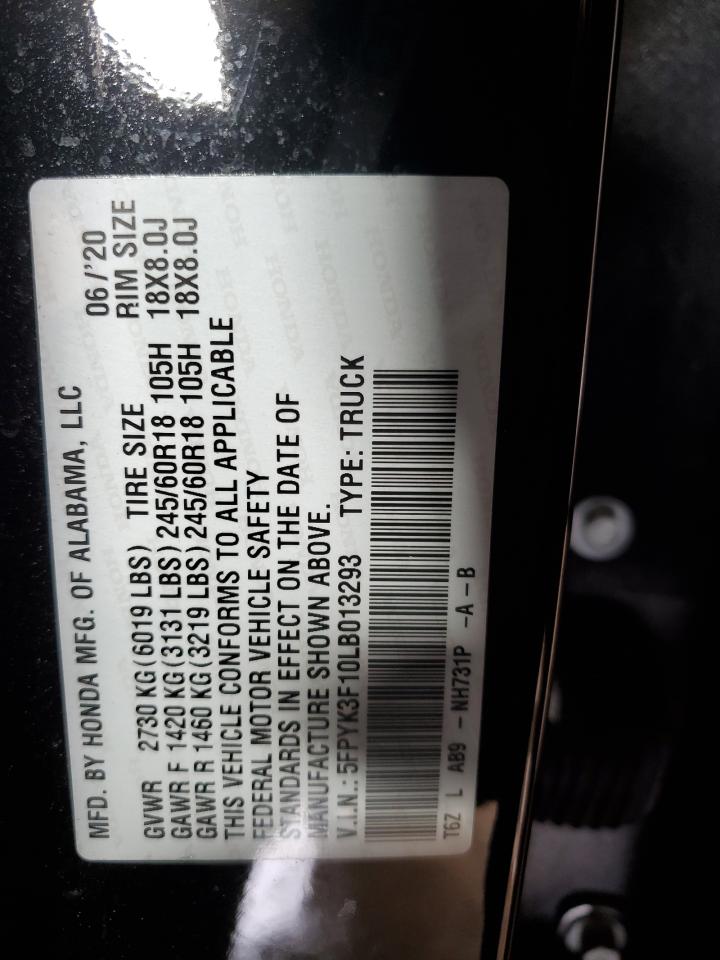 MFD. BY HONDA MFG. OF ALABAMA, LLC 06/'20
GVWR 2730 KG(6019 LBS) TIRE SIZE RIM SIZE
GAWR F 1420 KG(3131 LBS)245/60R18 105H 18X8.0J
GAWR R 1460 KG(3219 LBS)245/60R18 105H 18X8.0J
THIS VEHICLE CONFORMS TO ALL APPLICABLE
FEDERAL MOTOR VEHICLE SAFETY
STANDARDS IN EFFECT ON THE DATE OF
MANUFACTURE SHOWN ABOVE.
V.I.N.: 5FPYK3F10LB013293 TYPE: TRUCK
T6Z L AB9 -NH731P -A-B